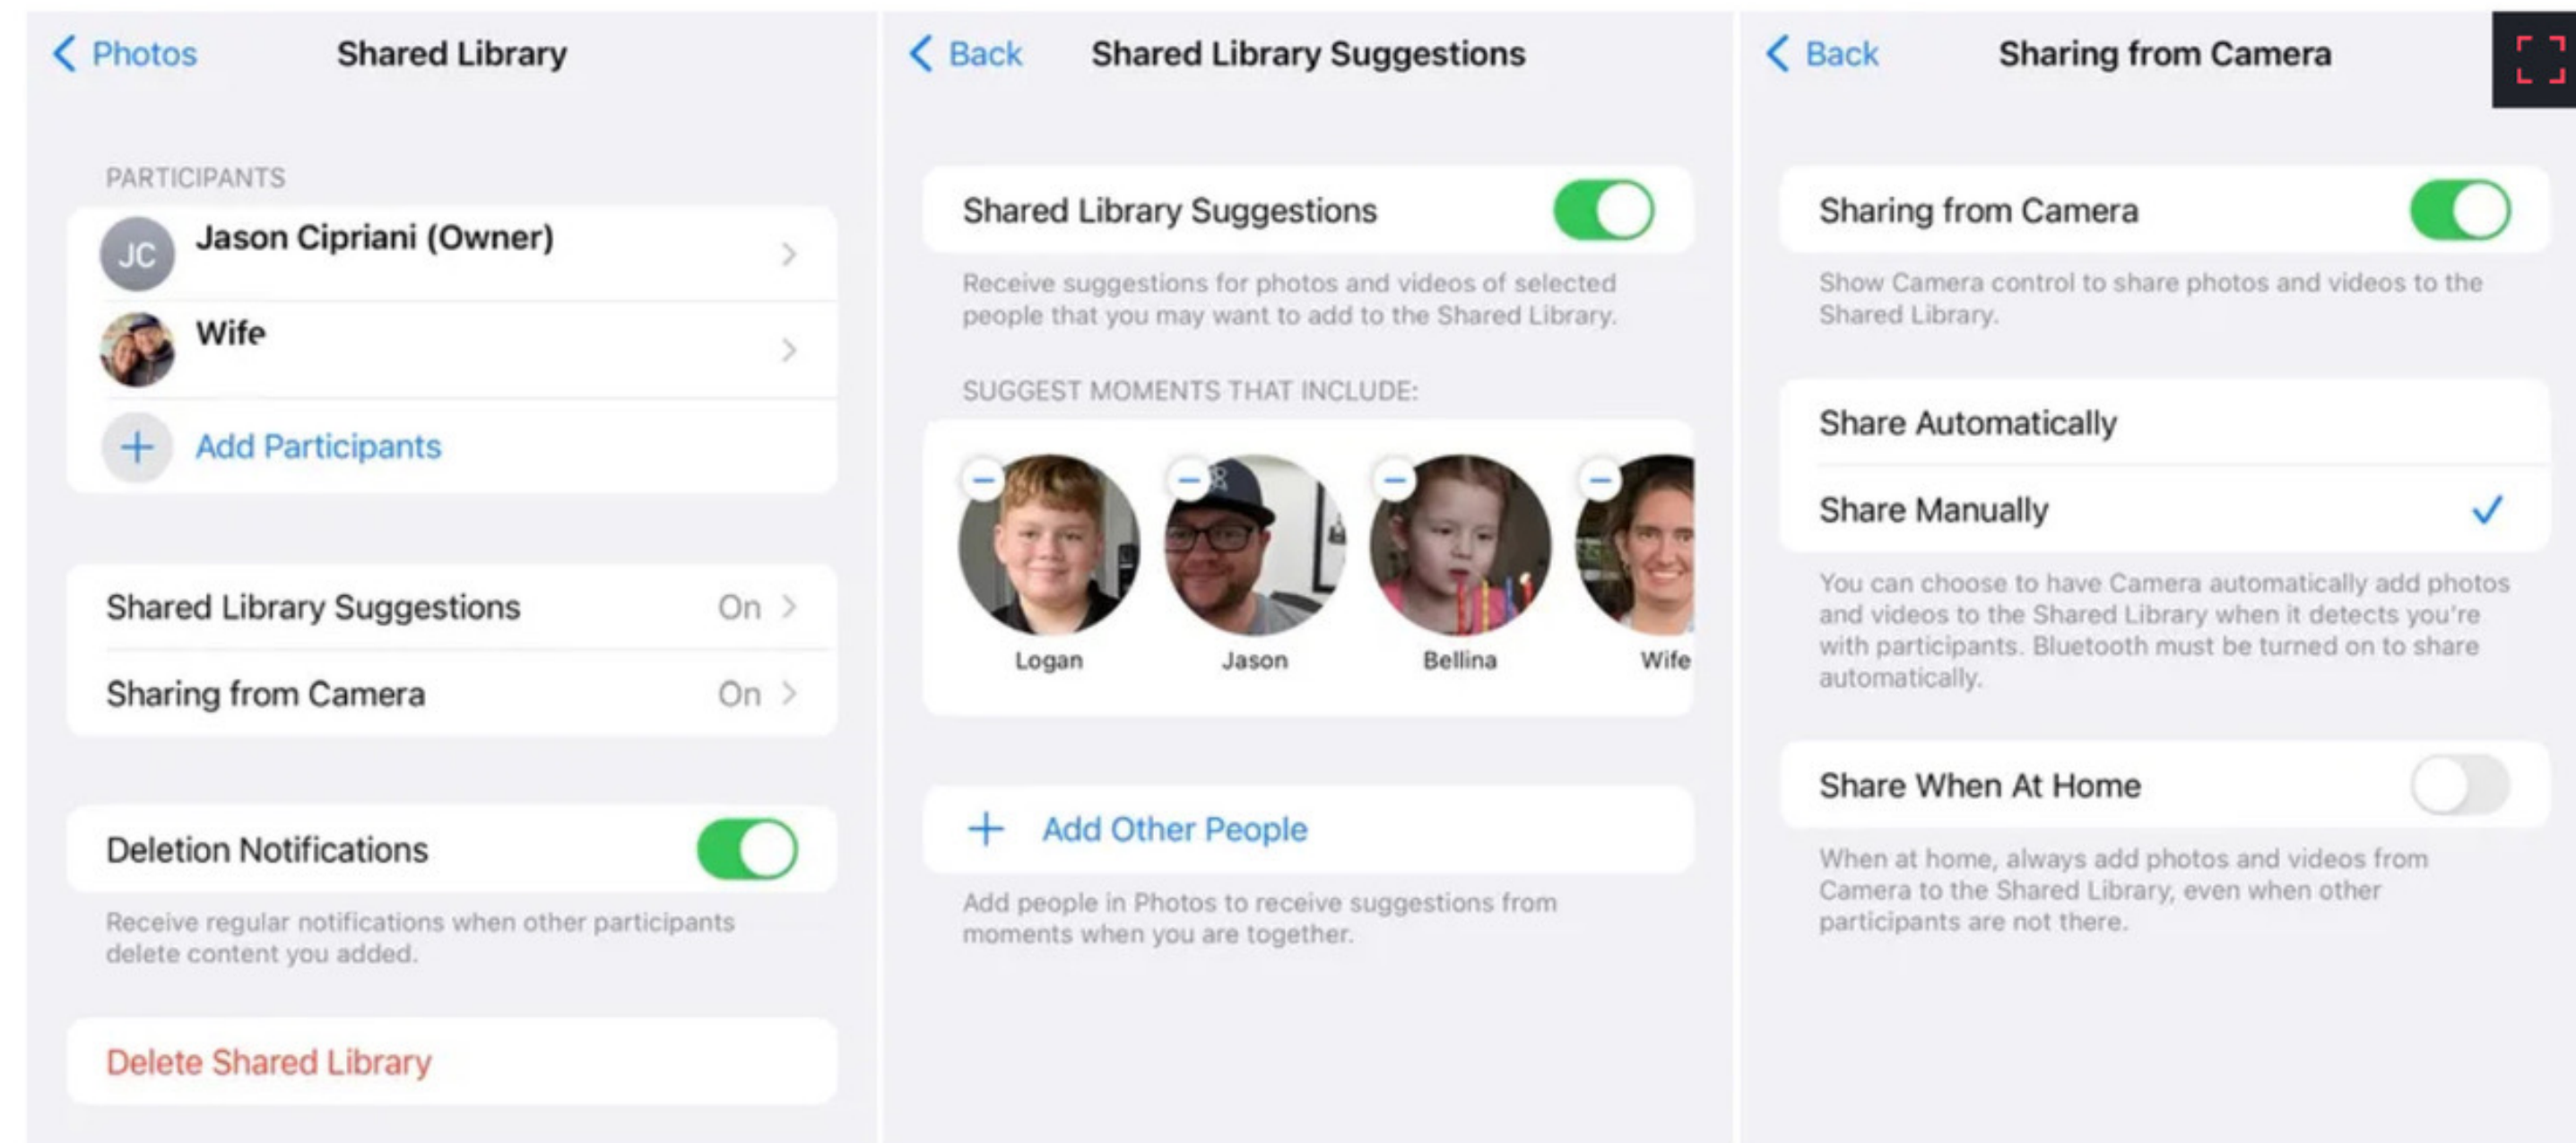 Photos
Shared Library
PARTICIPANTS
JC
Jason Cipriani (Owner)
Wife
Add Participants
Shared Library Suggestions
On
Sharing from Camera
On
Deletion Notifications
Receive regular notifications when other participants
delete content you added.
Delete Shared Library
Back
Shared Library Suggestions
Shared Library Suggestions
Receive suggestions for photos and videos of selected
people that you may want to add to the Shared Library.
SUGGEST MOMENTS THAT INCLUDE:
Logan
Jason
Bellina
Wife
Add Other People
Add people in Photos to receive suggestions from
moments when you are together.
Back
Sharing from Camera
Sharing from Camera
Show Camera control to share photos and videos to the
Shared Library.
Share Automatically
Share Manually
You can choose to have Camera automatically add photos
and videos to the Shared Library when it detects you're
with participants. Bluetooth must be turned on to share
automatically.
Share When At Home
When at home, always add photos and videos from
Camera to the Shared Library, even when other
participants are not there.